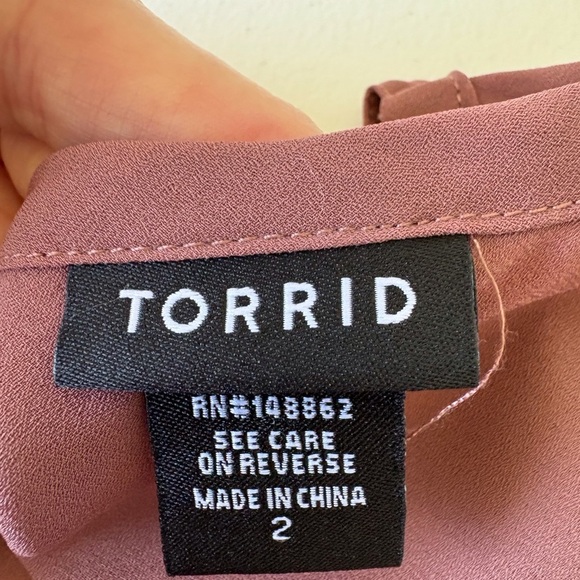 TORRID
RN#148862
SEE CARE
ON REVERSE
MADE IN CHINA
2